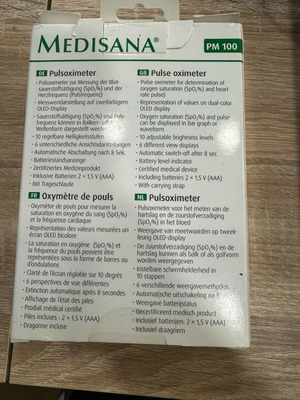 MEDISANA®
PM 100
DE Pulsoximeter
• Pulsoximeter zur Messung der Blut-
sauerstoffsättigung (SpO₂%) und der
Herzfrequenz (Pulsfrequenz)
• Messwertdarstellung auf zweifarbigem
OLED-Display
• Sauerstoffsättigung (SpO₂%) und Puls-
frequenz können in Balken- oder
Wellenform dargestellt werden
• 10 regelbare Helligkeitsstufen
• 6 unterschiedliche Ansichtsdarstellungen
• Automatische Abschaltung nach 8 Sek.
• Batteriestandsanzeige
• Zertifiziertes Medizinprodukt
• Inklusive Batterien 2 × 1,5 V (AAA)
• Mit Trageschlaufe
GB Pulse oximeter
• Pulse oximeter for determination of
oxygen saturation (SpO₂%) and heart
rate pulse)
• Representation of values on dual-color
OLED display
• Oxygen saturation (SpO₂%) and pulse
can be displayed in bar graph or
waveform
• 10 adjustable brightness levels
• 6 different view displays
• Automatic switch-off after 8 sec
• Battery level indicator
• Certified medical device
• Including batteries 2 × 1,5 V (AAA)
• With carrying strap
FR Oxymètre de pouls
• Oxymètre de pouls pour mesurer la
saturation en oxygène du sang (SpO₂%)
et la fréquence cardiaque
• Représentation des valeurs mesurées un
écran OLED bicolore
• La saturation en oxygène (SpO₂%) et
la fréquence du pouls peuvent être
représentées sous la forme de barres ou
d'ondulations
• Clarté de l'écran réglable sur 10 degrés
• 6 perspectives de vue différentes
• Extinction automatique après 8 secondes
• Affichage de l'état des piles
• Produit médical certifié
• Piles incluses : 2 × 1,5 V (AAA)
• Dragonne incluse
NL Pulsoximeter
• Pulsoximeter voor het meten van de
hartslag en de zuurstofverzadiging
(SpO₂%) in het bloed
• Weergave van meetwaarden op tweek-
leurig OLED-display
• De zuurstofverzadiging (SpO₂%) en de
hartslag kunnen als balk of als golfvorm
worden weergegeven
• Instelbare schermhelderheid in
10 stappen
• 6 verschillende weergavemethoden
• Automatische uitschakeling na 8
• Weergave batterijstatus
• Gecertificeerd medisch product
• Inclusief batterijen: 2 × 1,5 V (AAA)
• Inclusief draagriem